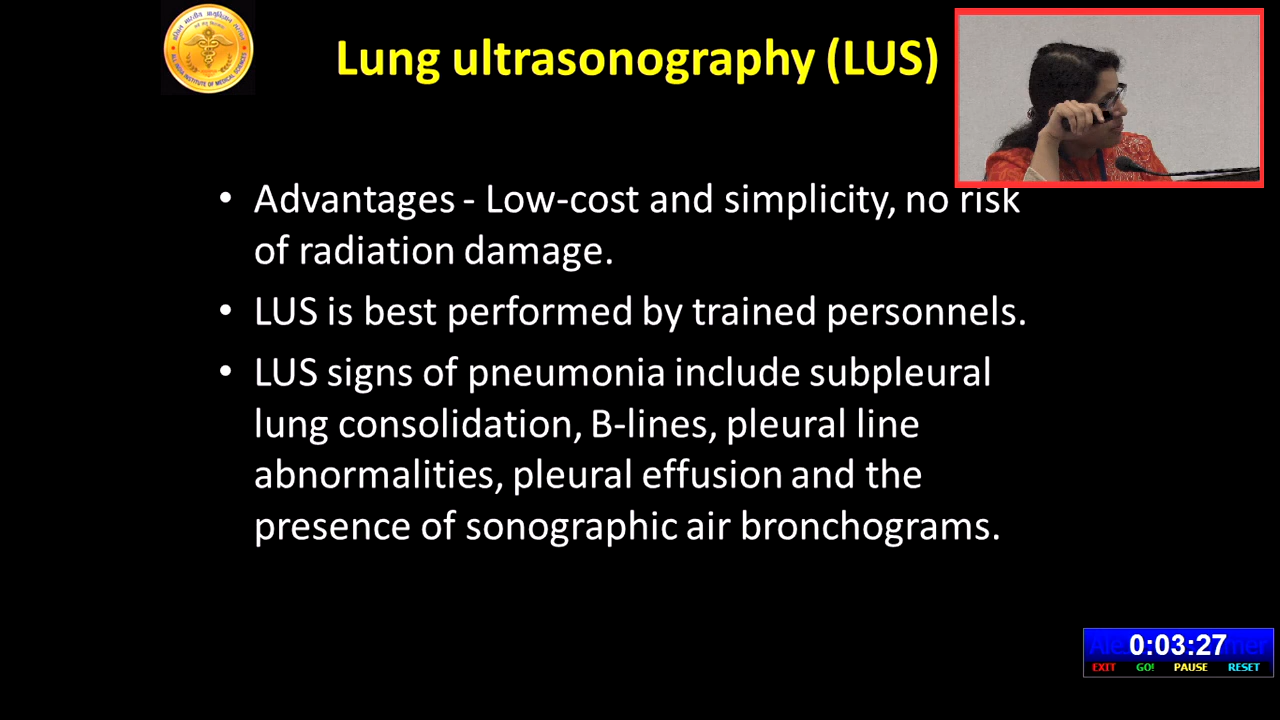 Lung ultrasonography (LUS)
• Advantages - Low-cost and simplicity, no risk
of radiation damage.
• LUS is best performed by trained personnels.
• LUS signs of pneumonia include subpleural
lung consolidation, B-lines, pleural line
abnormalities, pleural effusion and the
presence of sonographic air bronchograms.
0:03:27
EXIT GO! PAUSE RESET